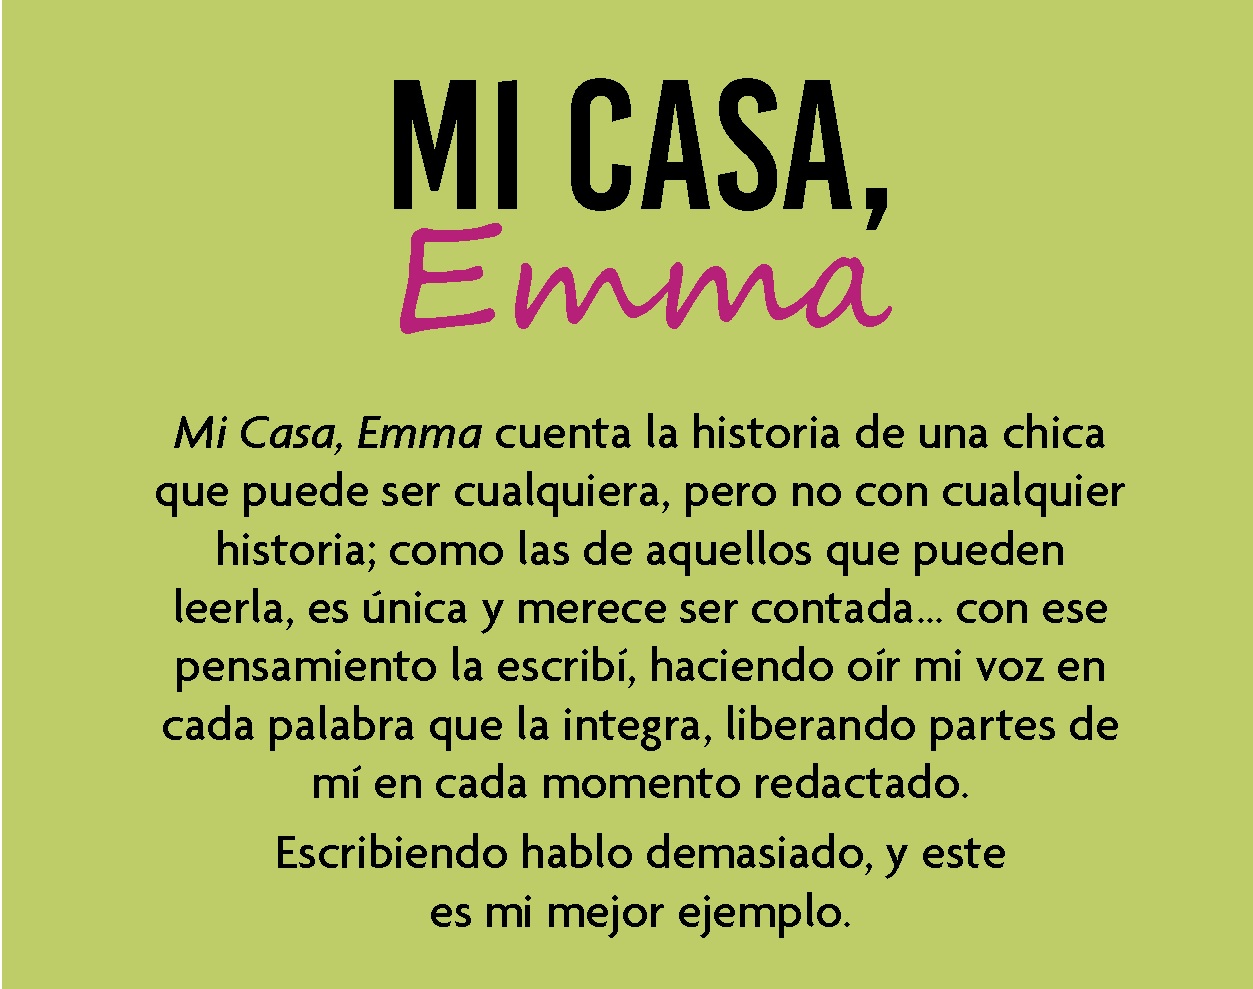 MI CASA,
Emma
Mi Casa, Emma cuenta la historia de una chica
que puede ser cualquiera, pero no con cualquier
historia; como las de aquellos que pueden
leerla, es única y merece ser contada... con ese
pensamiento la escribí, haciendo oír mi voz en
cada palabra que la integra, liberando partes de
mí en cada momento redactado.
Escribiendo hablo demasiado, y este
es mi mejor ejemplo.